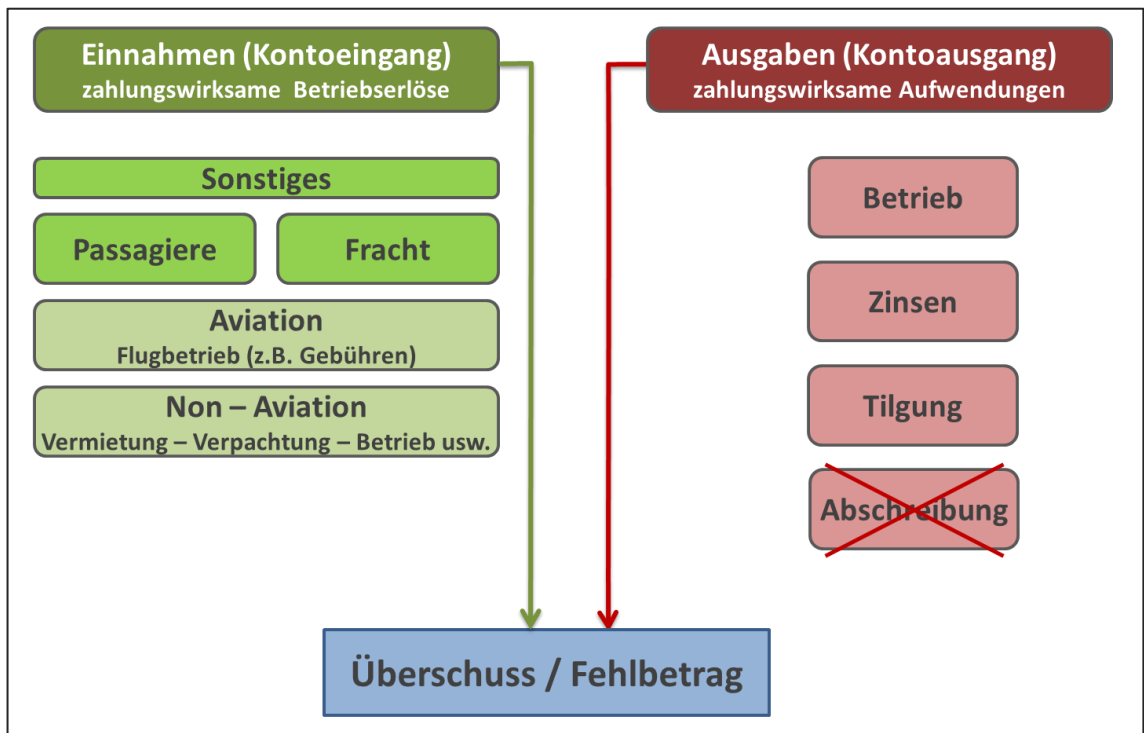 Einnahmen (Kontoeingang)
zahlungswirksame Betriebserlöse
Ausgaben (Kontoausgang)
zahlungswirksame Aufwendungen
Sonstiges
Passagiere
Fracht
Aviation
Flugbetrieb (z.B. Gebühren)
Non – Aviation
Vermietung – Verpachtung – Betrieb usw.
Betrieb
Zinsen
Tilgung
Abschreibung
Überschuss / Fehlbetrag